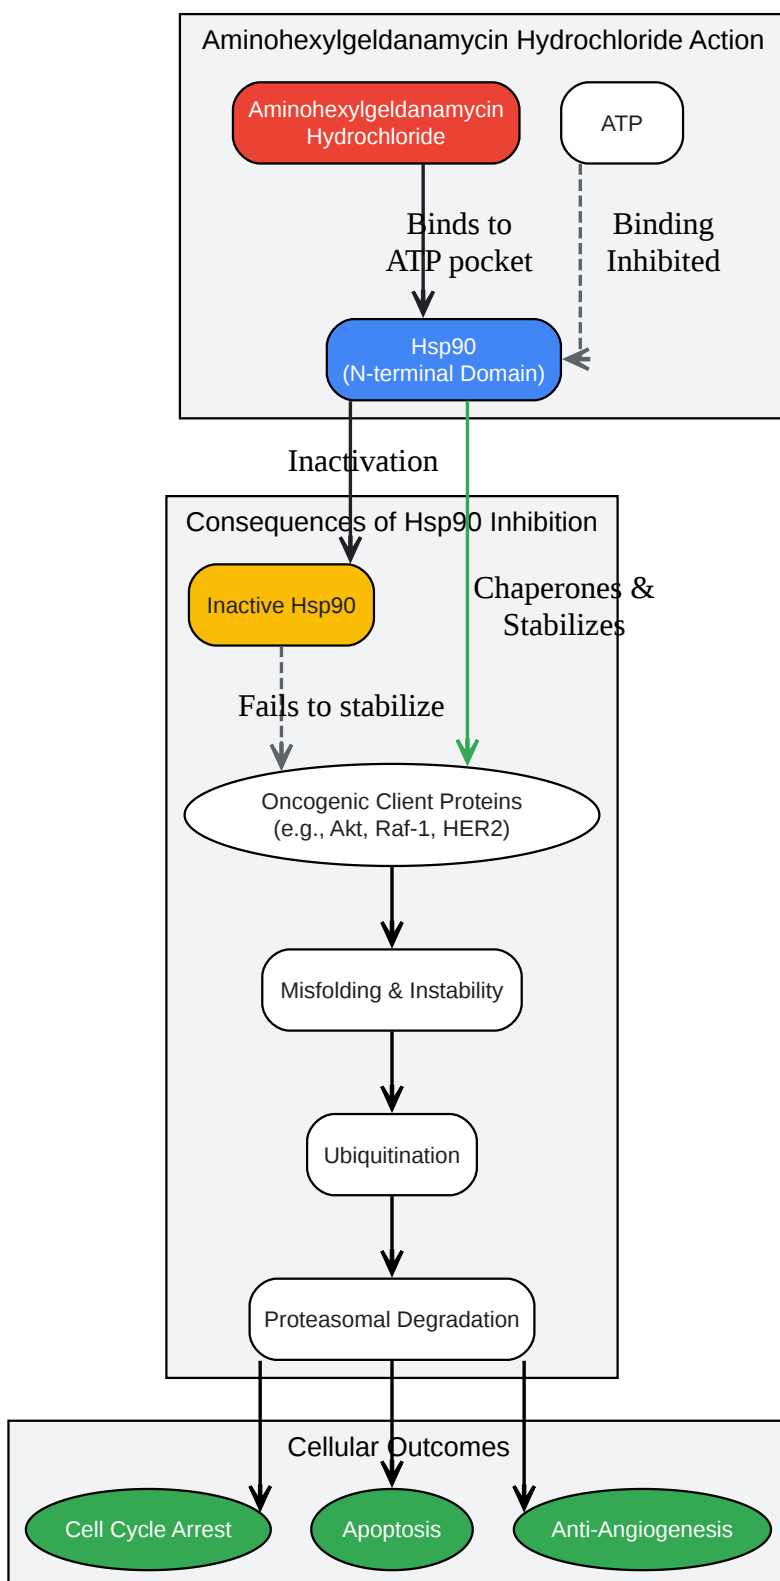 Aminohexylgeldanamycin Hydrochloride Action
Aminohexylgeldanamycin
Hydrochloride
ATP
Binds to
ATP pocket
Binding
Inhibited
Hsp90
(N-terminal Domain)
Inactivation
Consequences of Hsp90 Inhibition
Inactive Hsp90
Chaperones &
Stabilizes
Fails to stabilize
Oncogenic Client Proteins
(e.g., Akt, Raf-1, HER2)
Misfolding & Instability
Ubiquitination
Proteasomal Degradation
Cellular Outcomes
Cell Cycle Arrest
Apoptosis
Anti-Angiogenesis